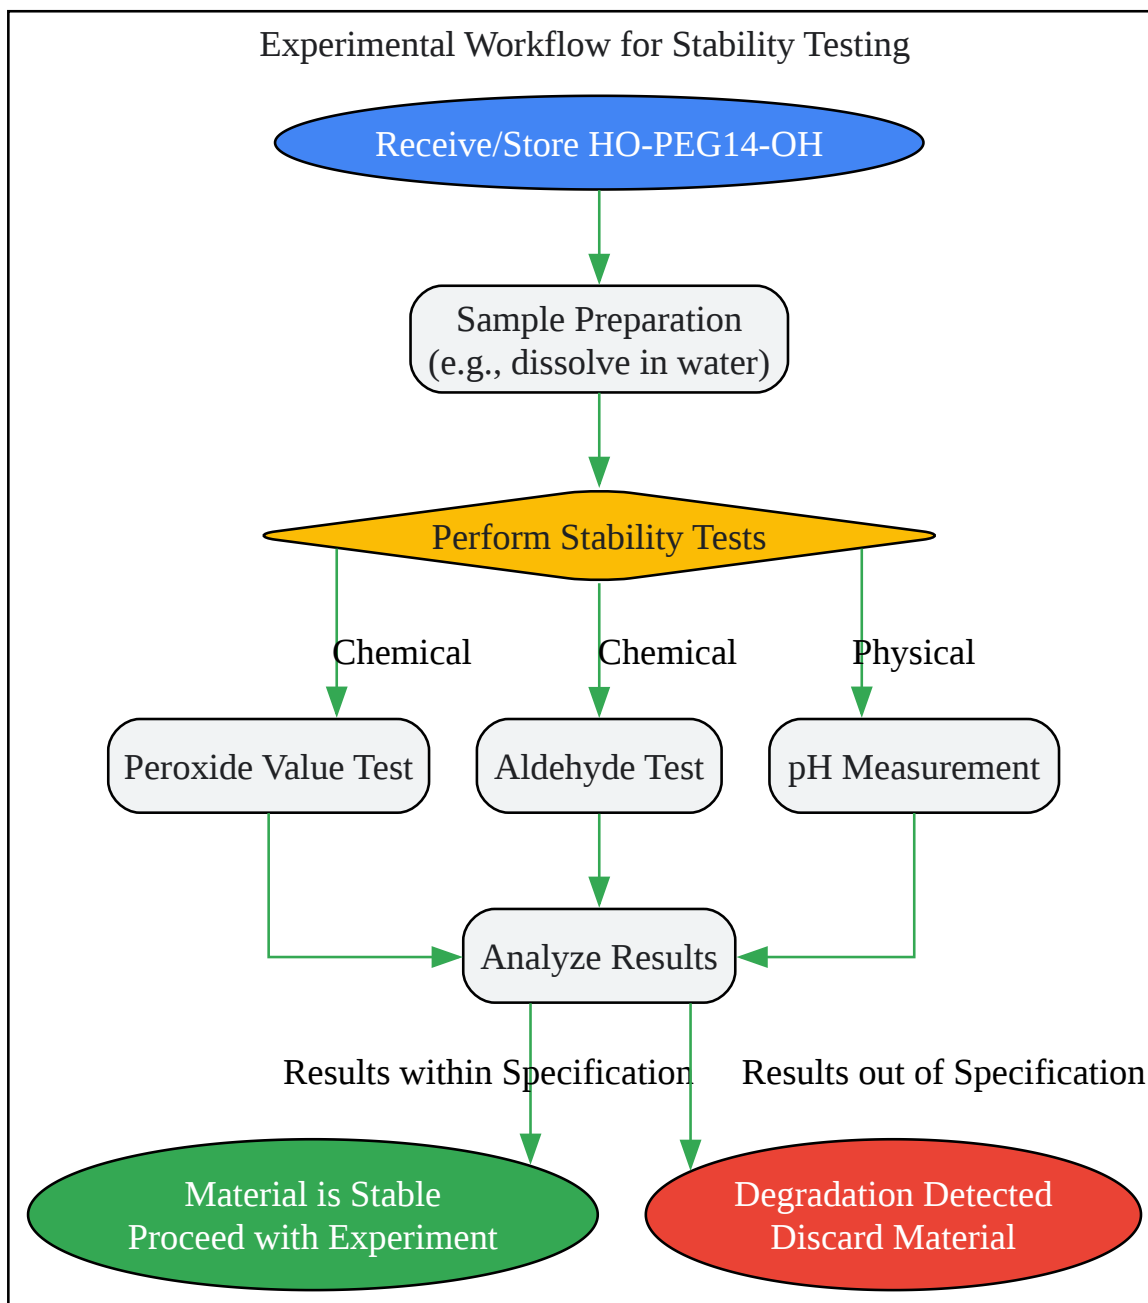 Experimental Workflow for Stability Testing
Receive/Store HO-PEG14-OH
Sample Preparation
(e.g., dissolve in water)
Perform Stability Tests
Chemical
Chemical
Physical
Peroxide Value Test
Aldehyde Test
pH Measurement
Analyze Results
Results within Specification
Results out of Specification
Material is Stable
Proceed with Experiment
Degradation Detected
Discard Material